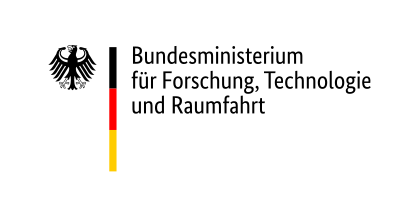 Bundesministerium
für Forschung, Technologie
und Raumfahrt